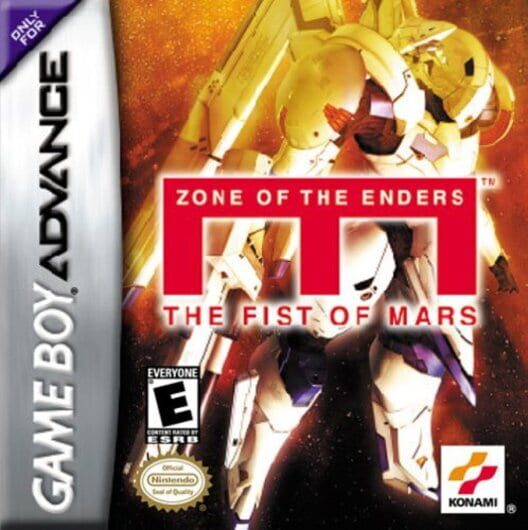 ONLY
FOR
GAME BOY ADVANCE
ZONE OF THE ENDERS
TM
THE FIST OF MARS
EVERYONE
E
CONTENT RATED BY
ESRB
Official
Nintendo
Seal of Quality
KONAMI
®